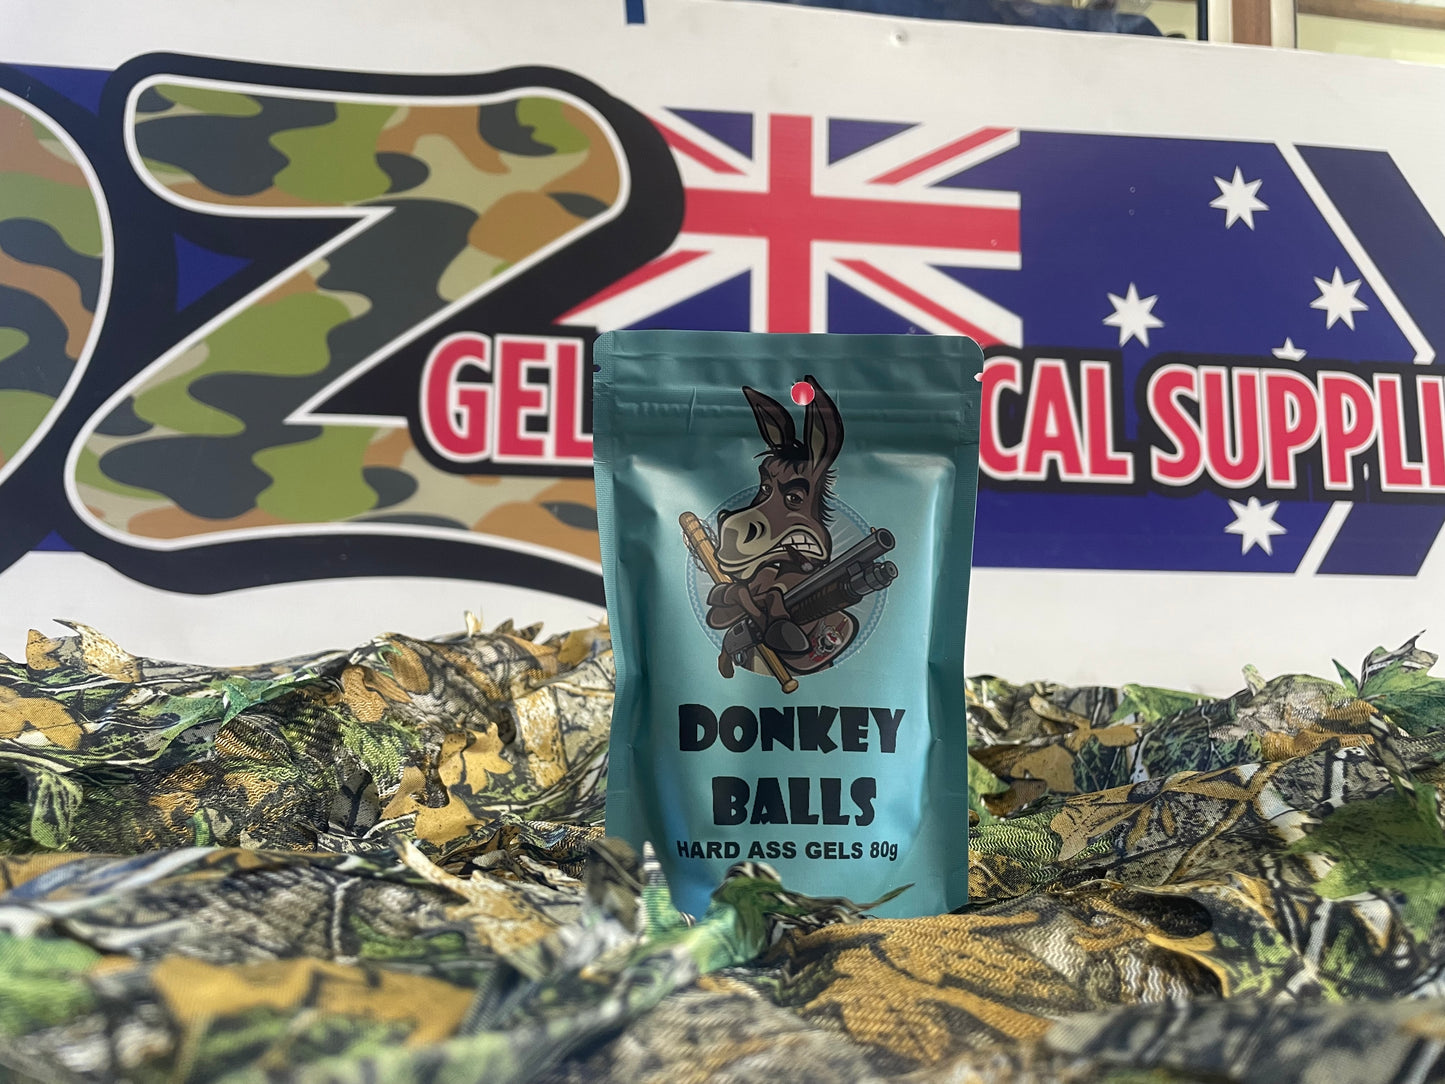 OZ
GEL
CAL SUPPLI
DONKEY
BALLS
HARD ASS GELS 80g